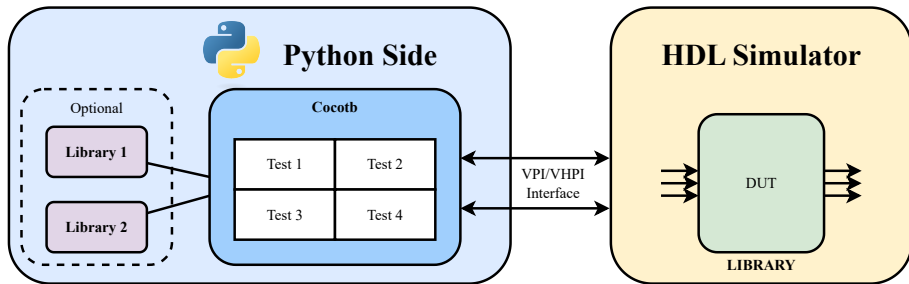 Python Side
Optional
Library 1
Library 2
Cocotb
Test 1
Test 2
Test 3
Test 4
VPI/VHPI
Interface
HDL Simulator
DUT
LIBRARY